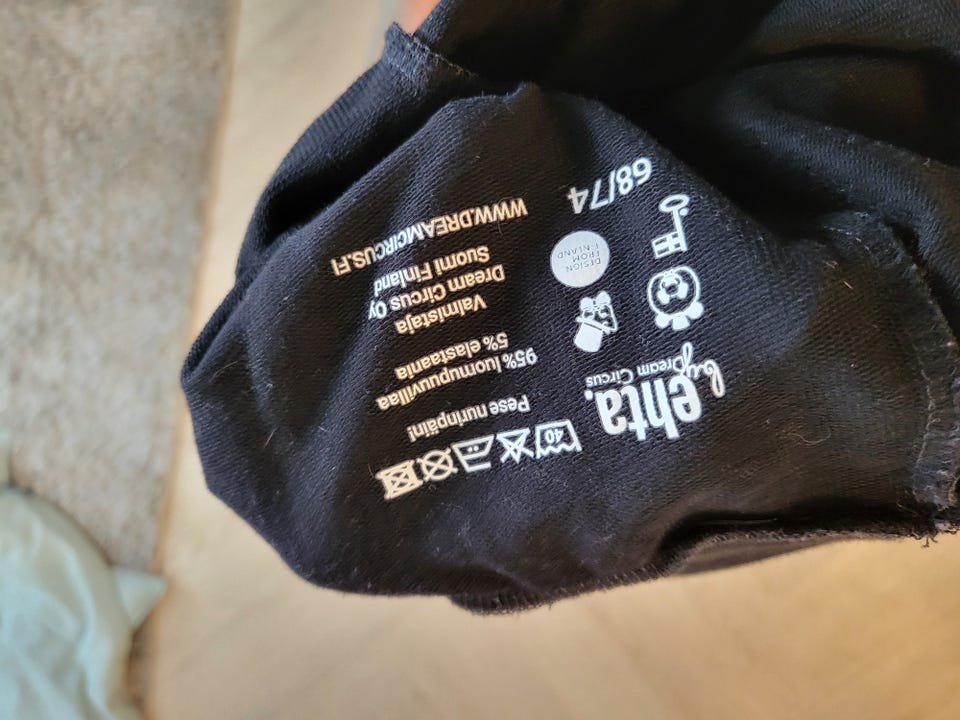 ehta.
by
Dream Circus
68/74
DESIGN
FROM
FINLAND
40
Pese nurinpäin!
95% luomupuuvillaa
5% elastaania
Valmistaja
Dream Circus Oy
Suomi Finland
WWW.DREAMCIRCUS.FI